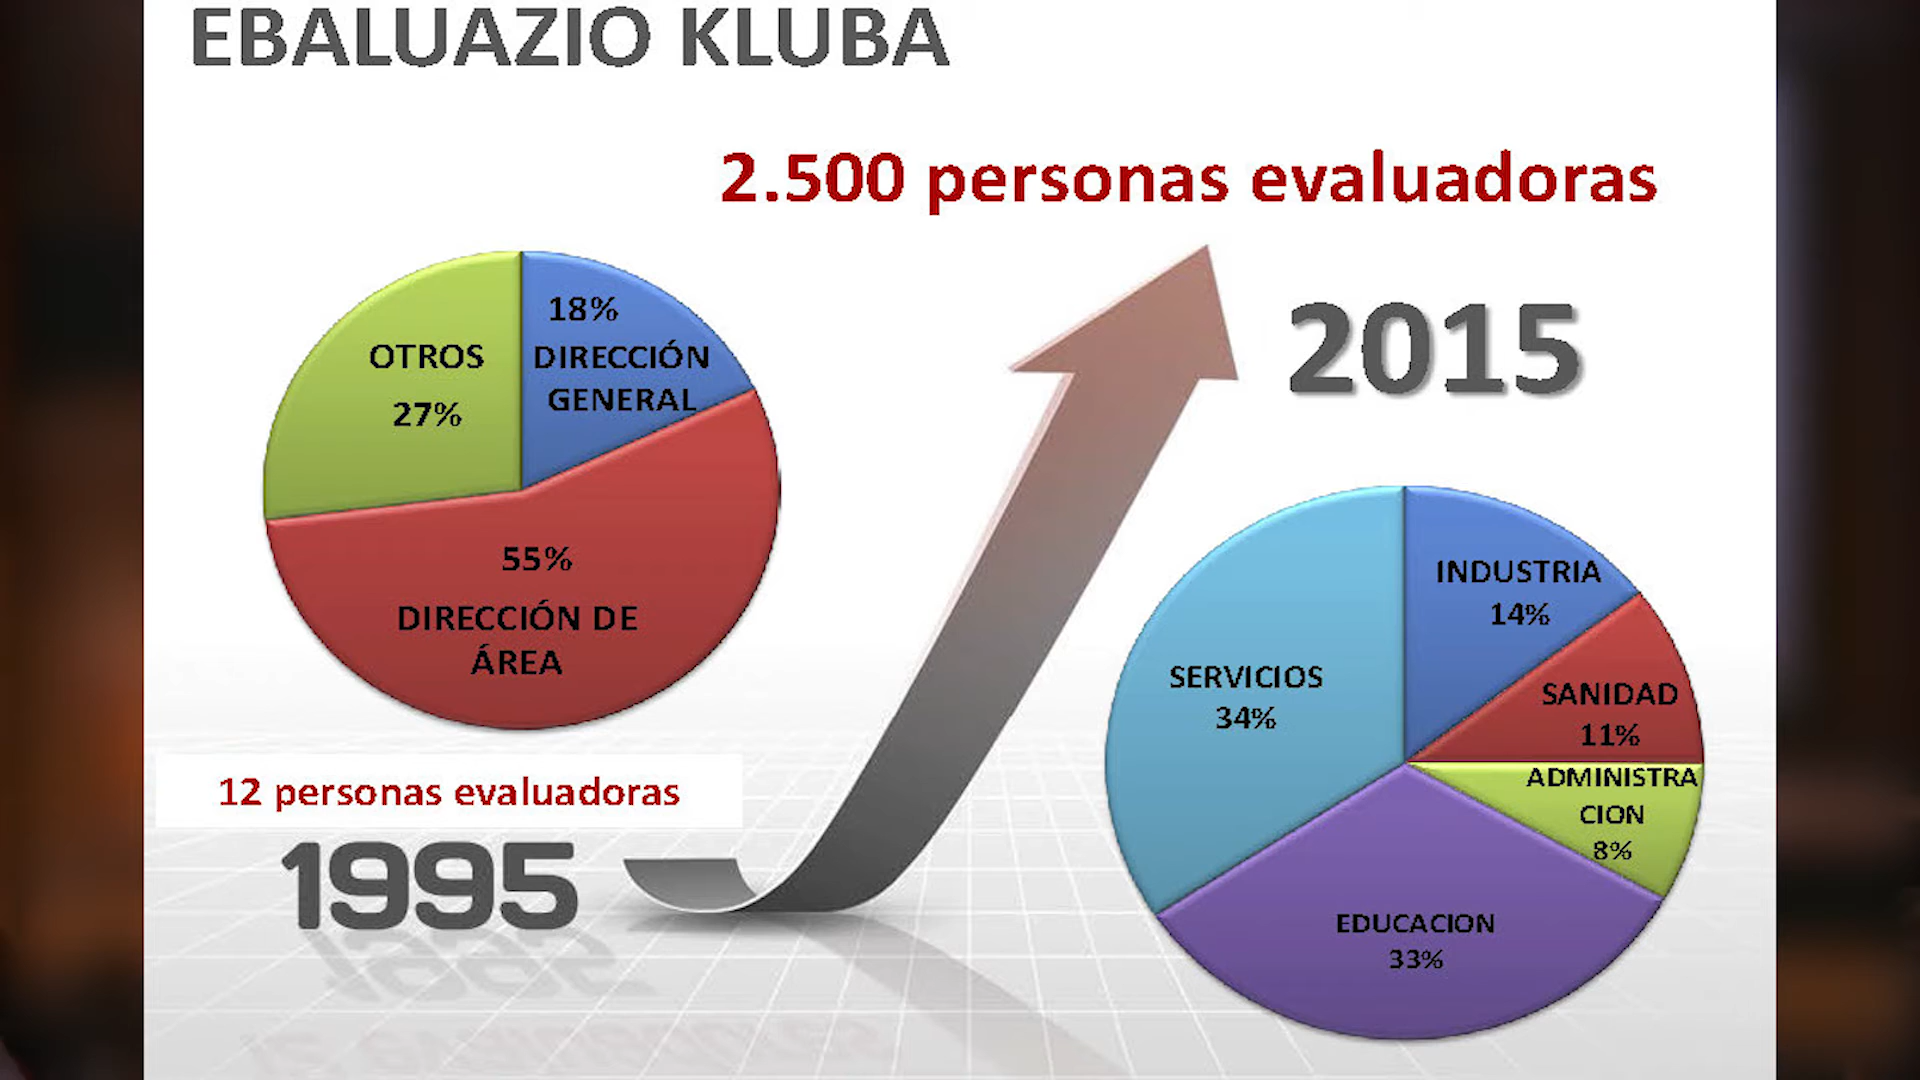 EBALUAZIO KLUBA
2.500 personas evaluadoras
2015
18%
DIRECCIÓN
GENERAL
OTROS
27%
55%
DIRECCIÓN DE
ÁREA
12 personas evaluadoras
1995
INDUSTRIA
14%
SANIDAD
11%
ADMINISTRA
CION
8%
EDUCACION
33%
SERVICIOS
34%